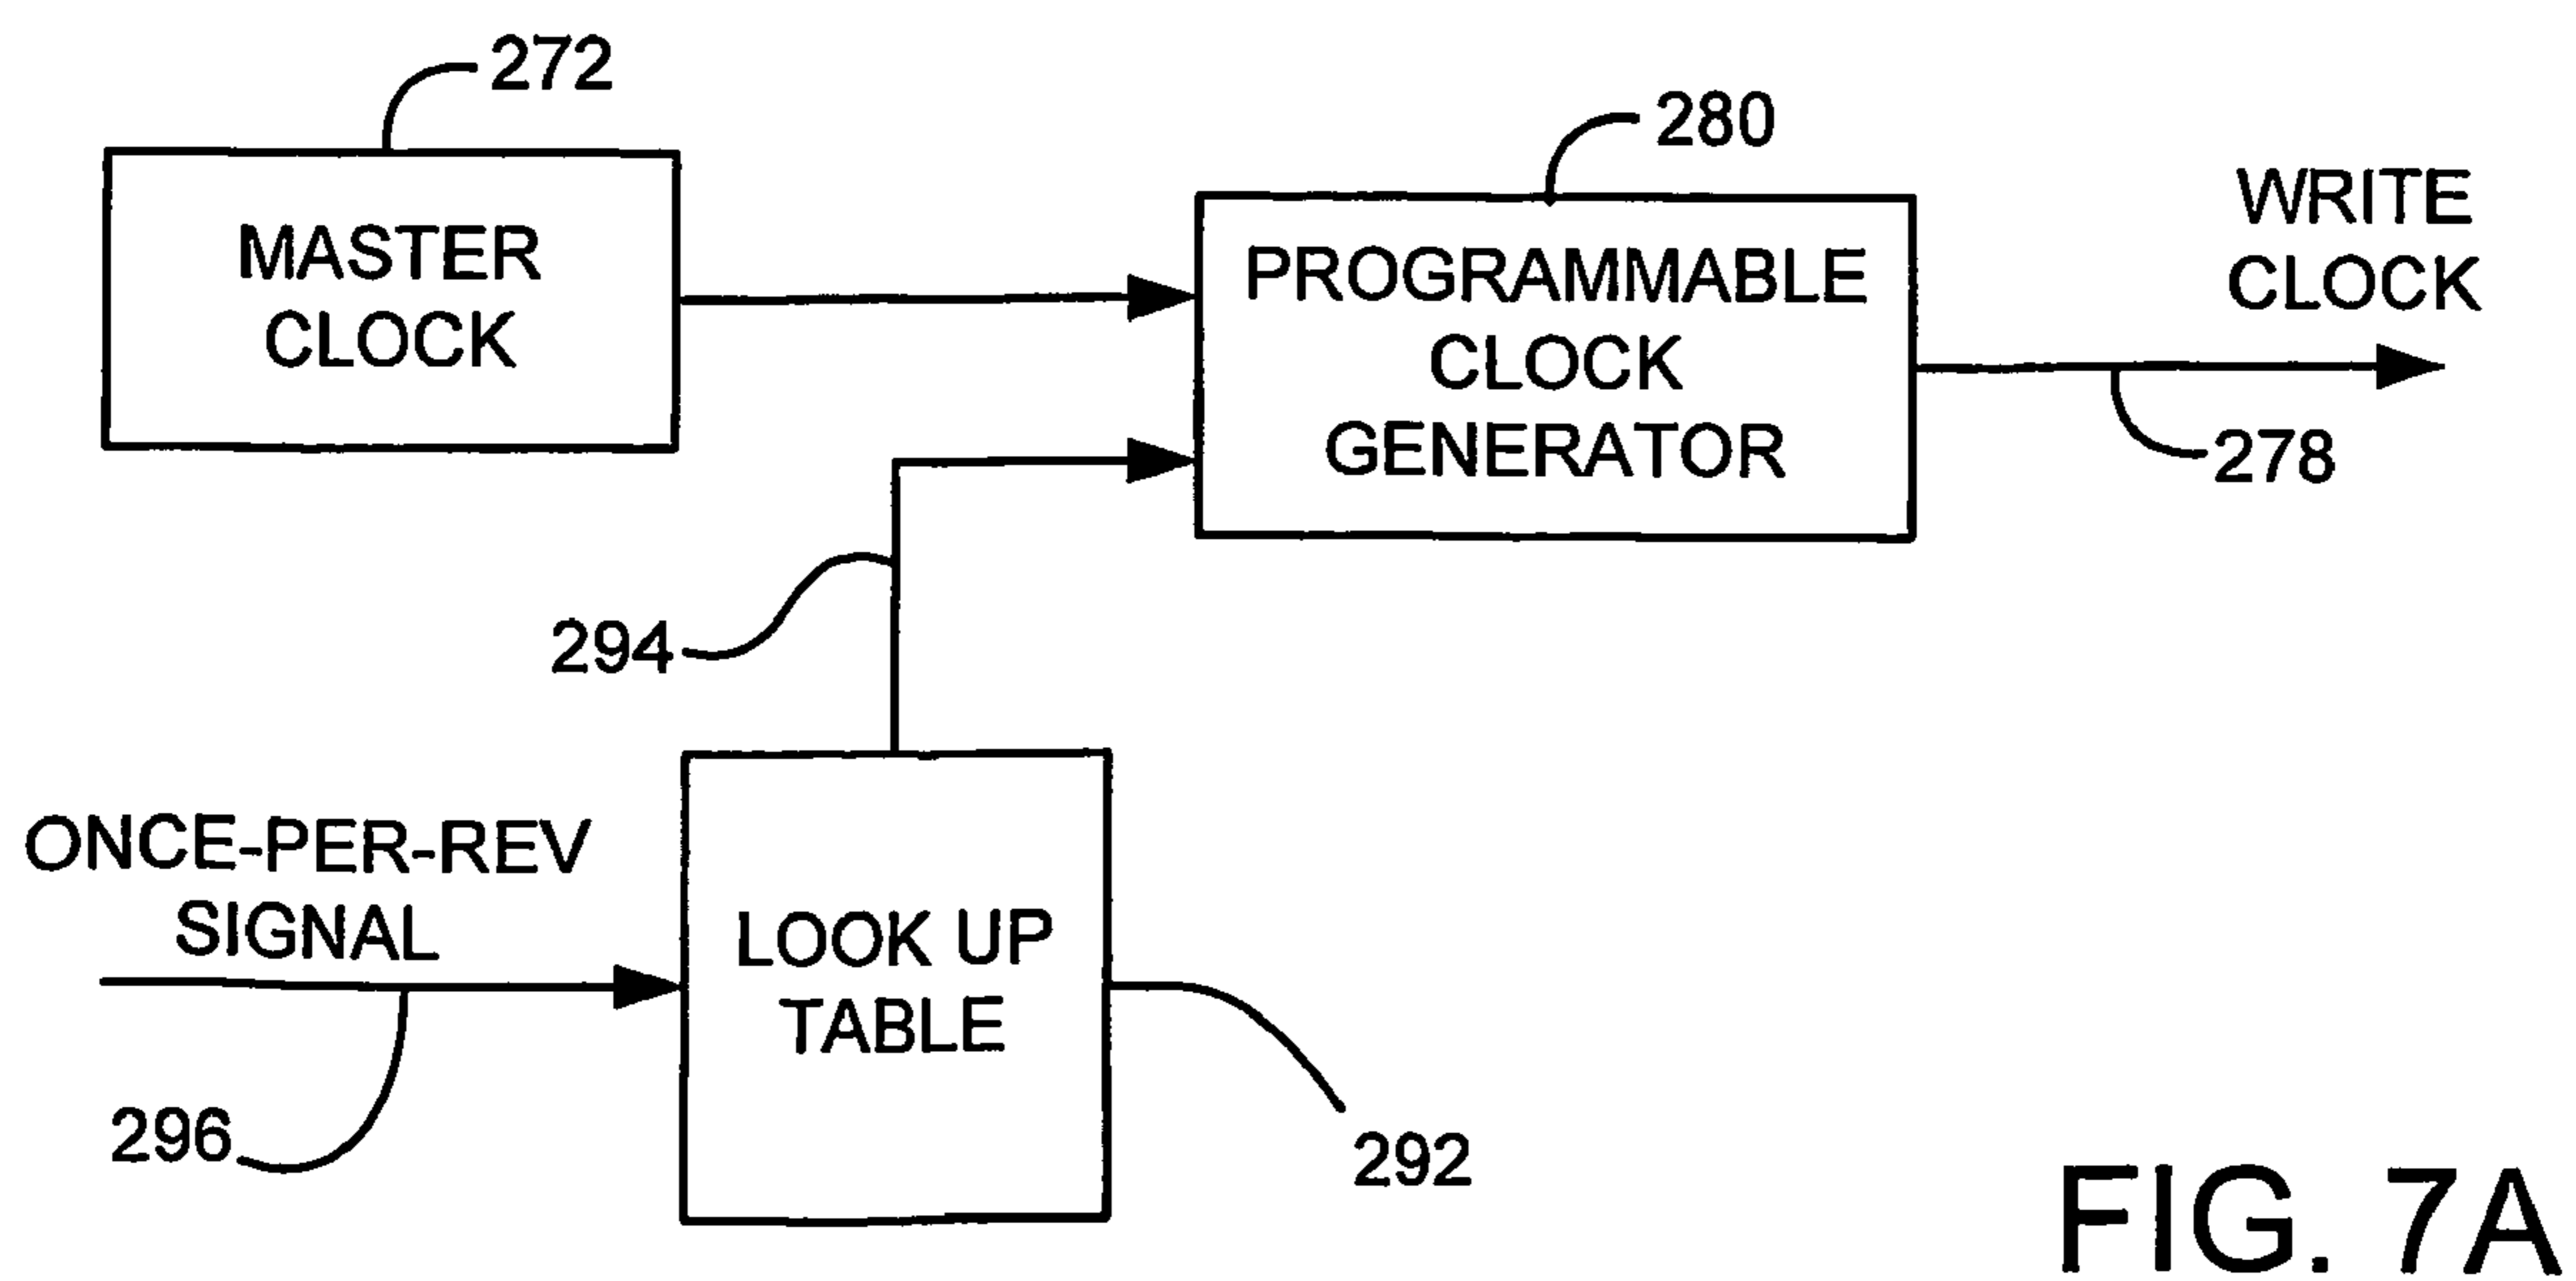 272
280
MASTER
CLOCK
PROGRAMMABLE
CLOCK
GENERATOR
WRITE
CLOCK
278
294
ONCE-PER-REV
SIGNAL
LOOK UP
TABLE
296
292
FIG. 7A